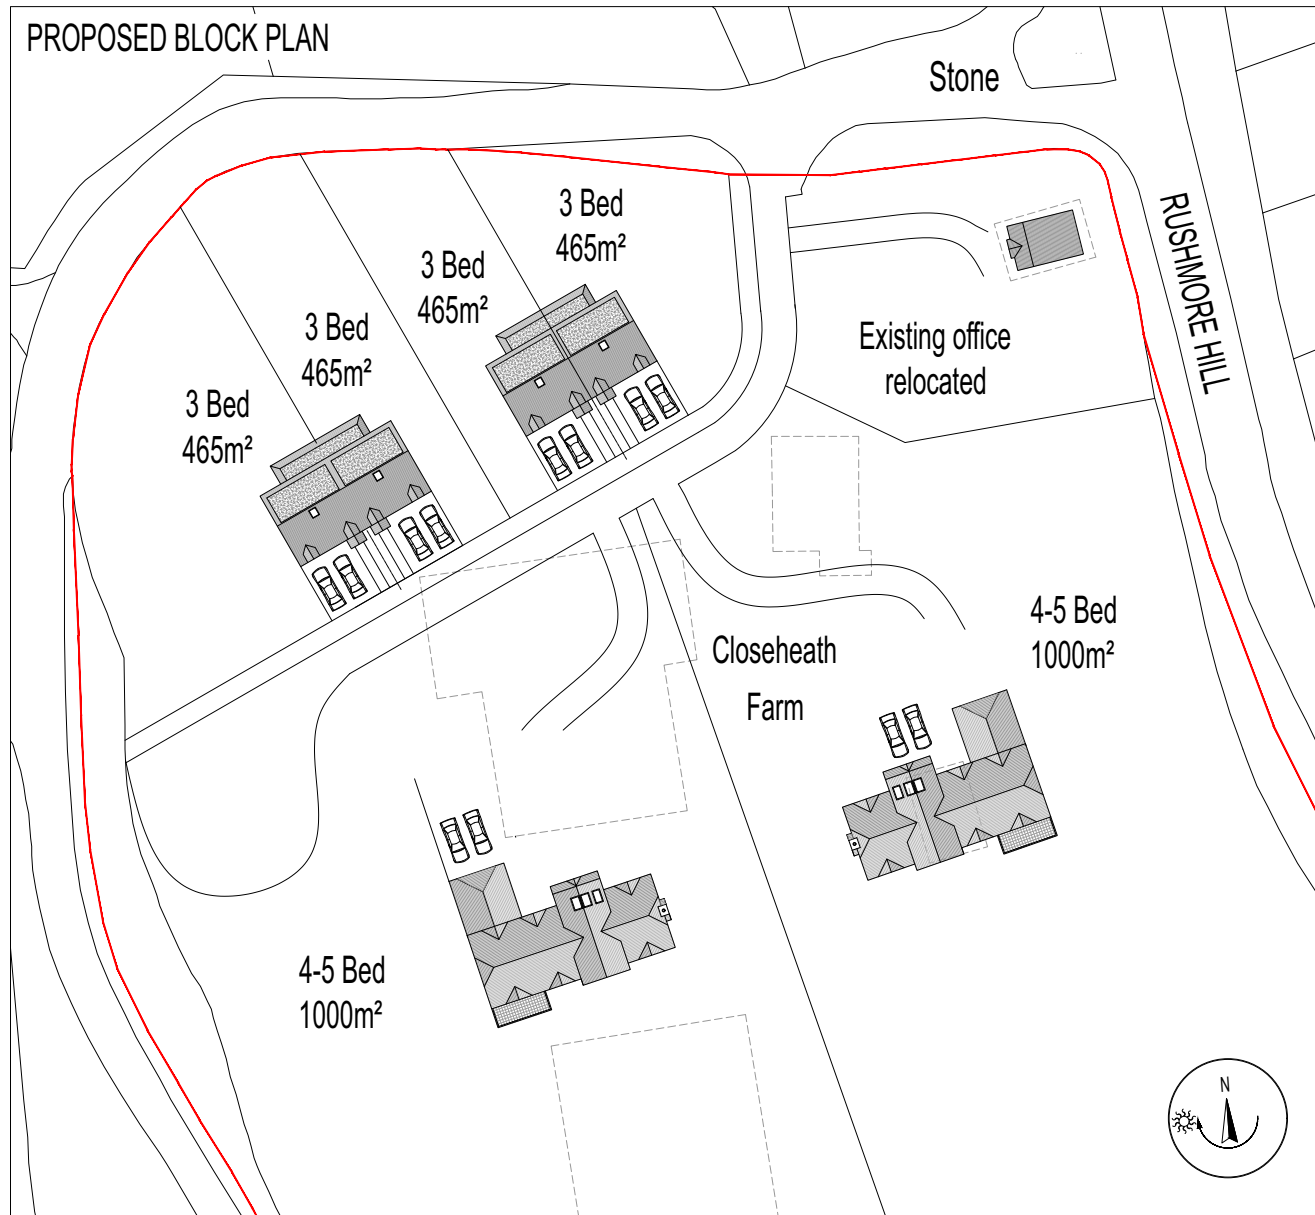 PROPOSED BLOCK PLAN
Stone
3 Bed
465m²
3 Bed
465m²
3 Bed
465m²
3 Bed
465m²
RUSHMORE HILL
Existing office
relocated
4-5 Bed
1000m²
Closeheath
Farm
4-5 Bed
1000m²
N